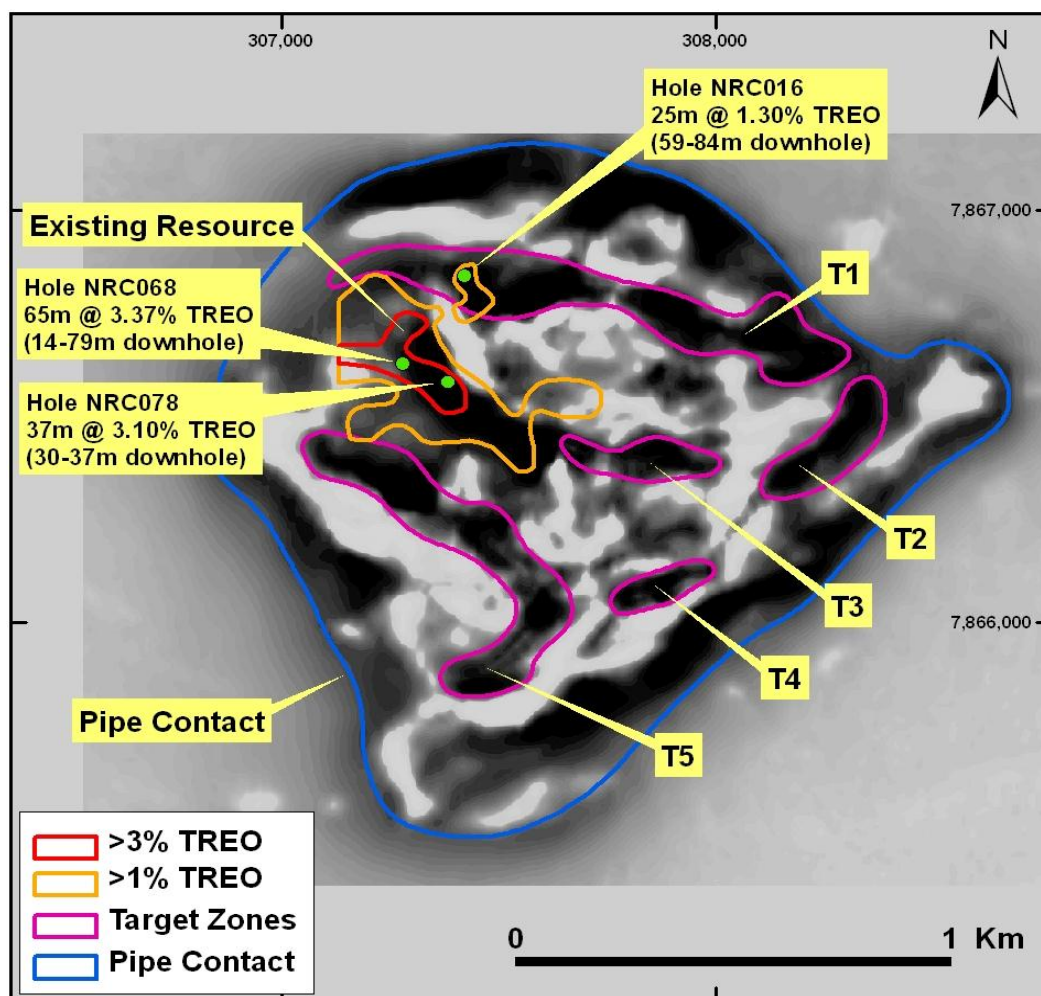 307,000
308,000
N
Hole NRC016
25m @ 1.30% TREO
(59-84m downhole)
7,867,000
Existing Resource
T1
Hole NRC068
65m @ 3.37% TREO
(14-79m downhole)
Hole NRC078
37m @ 3.10% TREO
(30-37m downhole)
T2
T3
7,866,000
T4
Pipe Contact
T5
>3% TREO
>1% TREO
Target Zones
Pipe Contact
0
1 Km